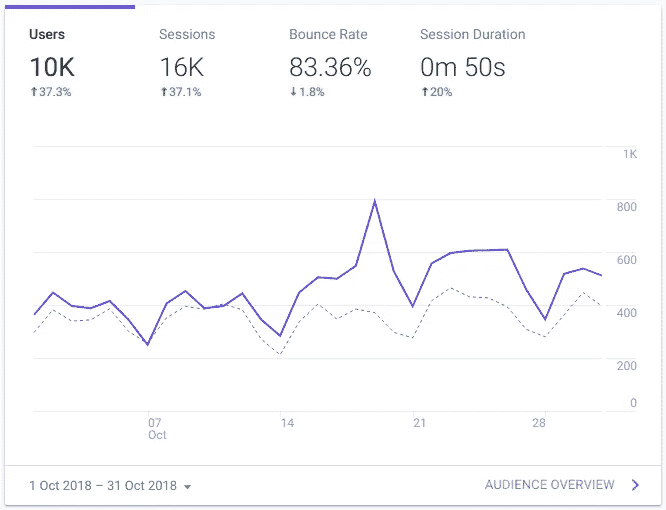 Users Sessions Bounce Rate Session Duration
10K 16K 83.36% 0m 50s
↑37.3% ↑37.1% ↓1.8% ↑20%
1K
800
600
400
200
0
07 14 21 28
Oct
1 Oct 2018 – 31 Oct 2018 AUDIENCE OVERVIEW